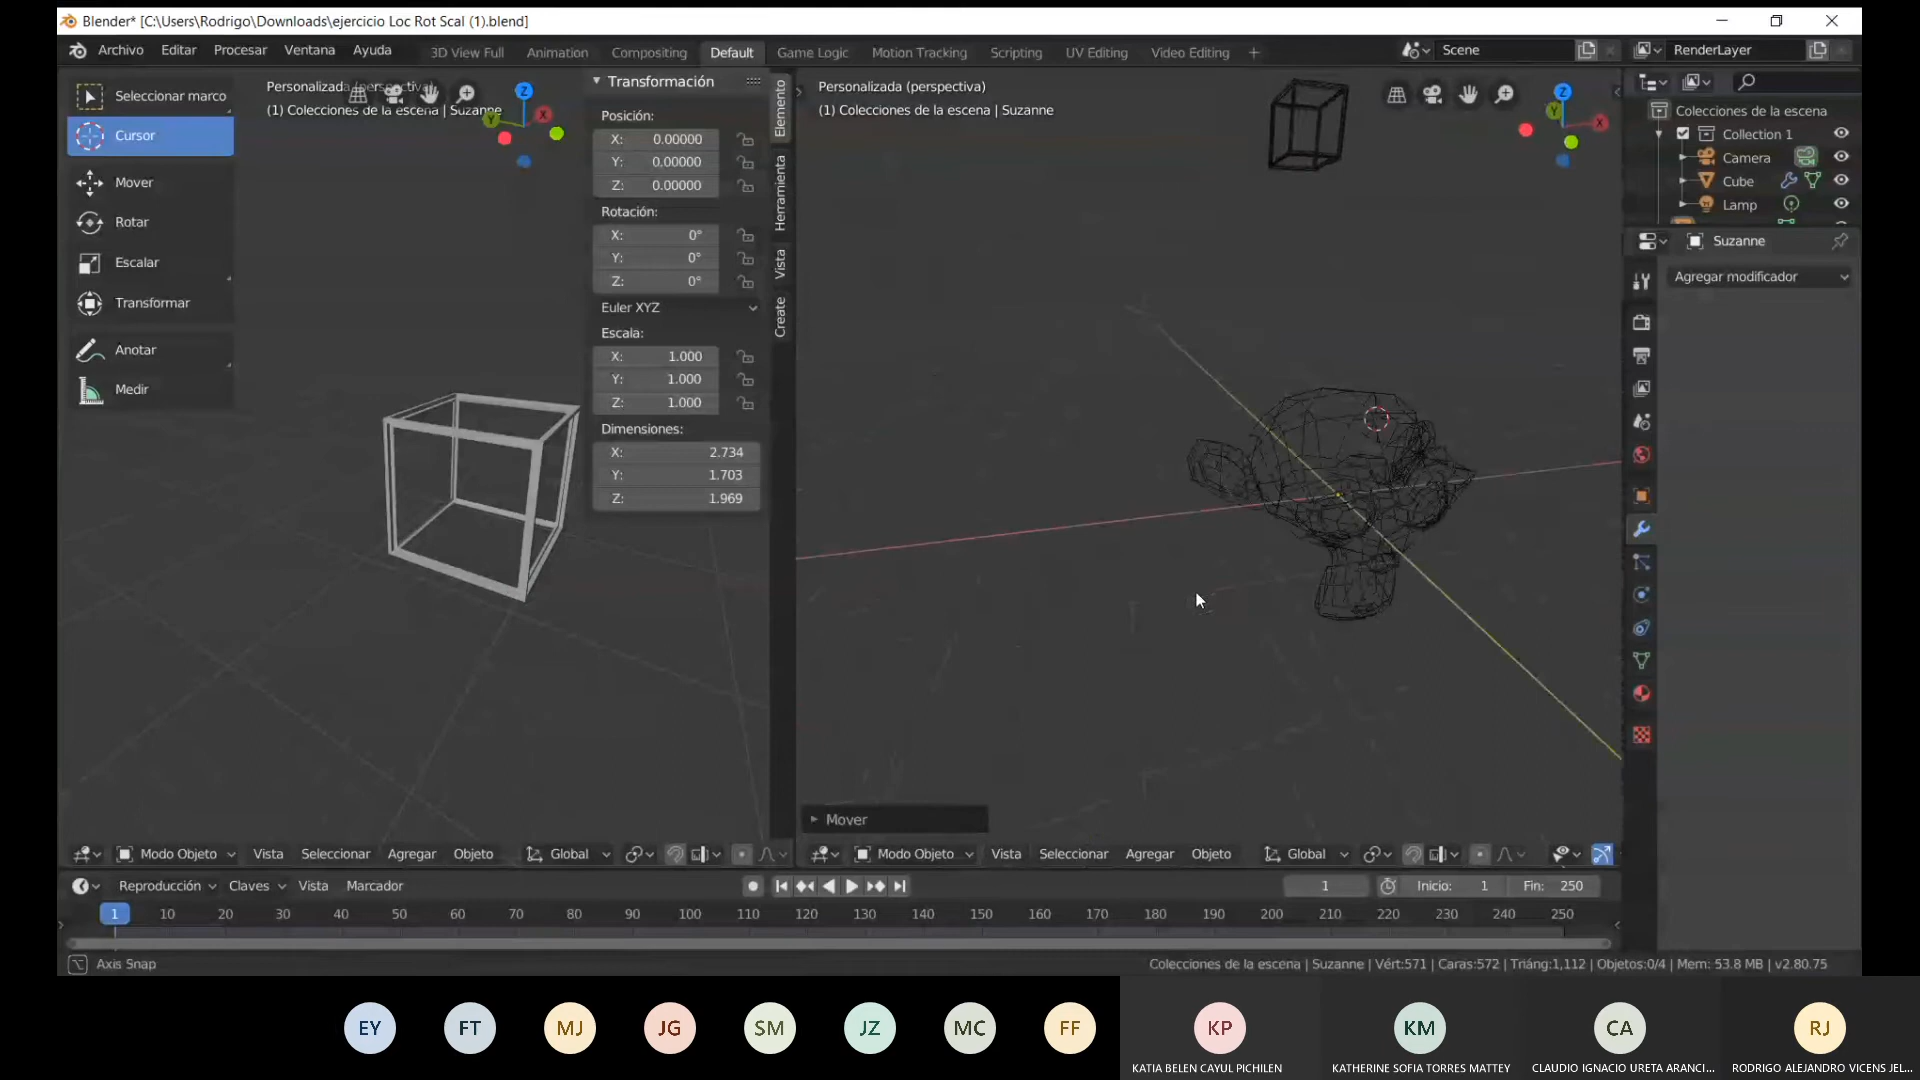 Blender* [C:\Users\Rodrigo\Downloads\ejercicio Loc Rot Scal (1).blend]
Archivo Editar Procesar Ventana Ayuda 3D View Full Animation Compositing Default Game Logic Motion Tracking Scripting UV Editing Video Editing + Scene RenderLayer
Seleccionar marco
Cursor
Mover
Rotar
Escalar
Transformar
Anotar
Medir
Personalizada (perspectiva)
(1) Colecciones de la escena | Suzanne
Z
X
Y
Transformación
Posición:
X: 0.00000
Y: 0.00000
Z: 0.00000
Rotación:
X: 0°
Y: 0°
Z: 0°
Euler XYZ
Escala:
X: 1.000
Y: 1.000
Z: 1.000
Dimensiones:
X: 2.734
Y: 1.703
Z: 1.969
Elemento
Herramienta
Vista
Create
Personalizada (perspectiva)
(1) Colecciones de la escena | Suzanne
Z
Y
X
Mover
Colecciones de la escena
Collection 1
Camera
Cube
Lamp
Suzanne
Agregar modificador
Modo Objeto Vista Seleccionar Agregar Objeto Global
Modo Objeto Vista Seleccionar Agregar Objeto Global
Reproducción Claves Vista Marcador 1 Inicio: 1 Fin: 250
1 10 20 30 40 50 60 70 80 90 100 110 120 130 140 150 160 170 180 190 200 210 220 230 240 250
Axis Snap
Colecciones de la escena | Suzanne | Vért:571 | Caras:572 | Triáng:1,112 | Objetos:0/4 | Mem: 53.8 MB | v2.80.75
EY FT MJ JG SM JZ MC FF KP KM CA RJ
KATIA BELEN CAYUL PICHILEN
KATHERINE SOFIA TORRES MATTEY
CLAUDIO IGNACIO URETA ARANCI...
RODRIGO ALEJANDRO VICENS JEL...